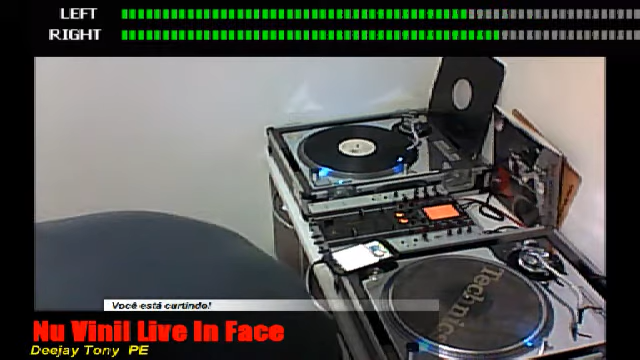 LEFT
RIGHT
Technics
Você está curtindo!
Nu Vinil Live In Face
Deejay Tony PE